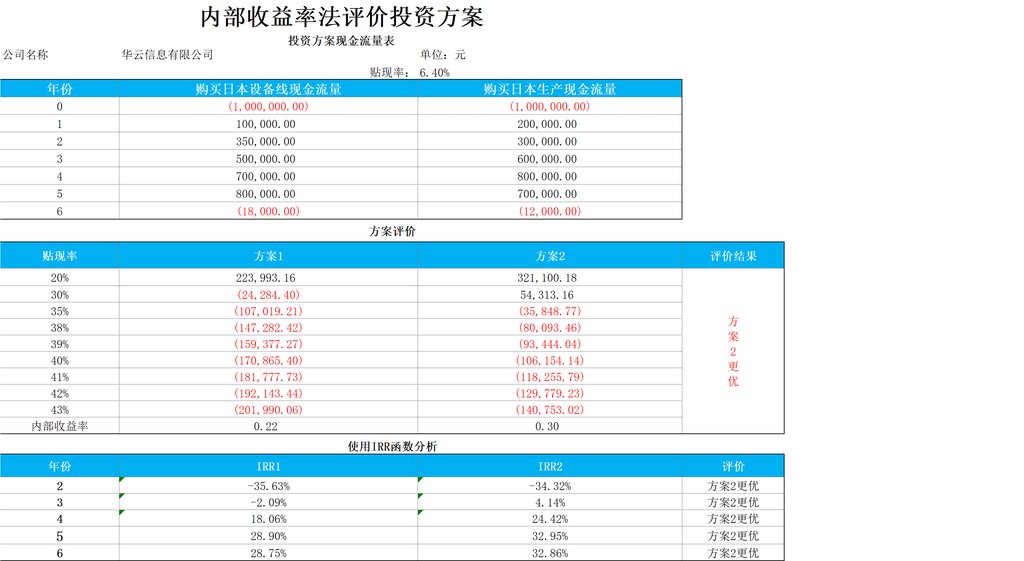 内部收益率法评价投资方案
投资方案现金流量表
公司名称 华云信息有限公司 单位：元
贴现率： 6.40%
年份 购买日本设备线现金流量 购买日本生产现金流量
0 (1,000,000.00) (1,000,000.00)
1 100,000.00 200,000.00
2 350,000.00 300,000.00
3 500,000.00 600,000.00
4 700,000.00 800,000.00
5 800,000.00 700,000.00
6 (18,000.00) (12,000.00)
方案评价
贴现率 方案1 方案2 评价结果
20% 223,993.16 321,100.18
30% (24,284.40) 54,313.16
35% (107,019.21) (35,848.77)
38% (147,282.42) (80,093.46)
39% (159,377.27) (93,444.04)
40% (170,865.40) (106,154.14)
41% (181,777.73) (118,255.79)
42% (192,143.44) (129,779.23)
43% (201,990.06) (140,753.02)
内部收益率 0.22 0.30
方
案
2
更
优
使用IRR函数分析
年份 IRR1 IRR2 评价
2 -35.63% -34.32% 方案2更优
3 -2.09% 4.14% 方案2更优
4 18.06% 24.42% 方案2更优
5 28.90% 32.95% 方案2更优
6 28.75% 32.86% 方案2更优